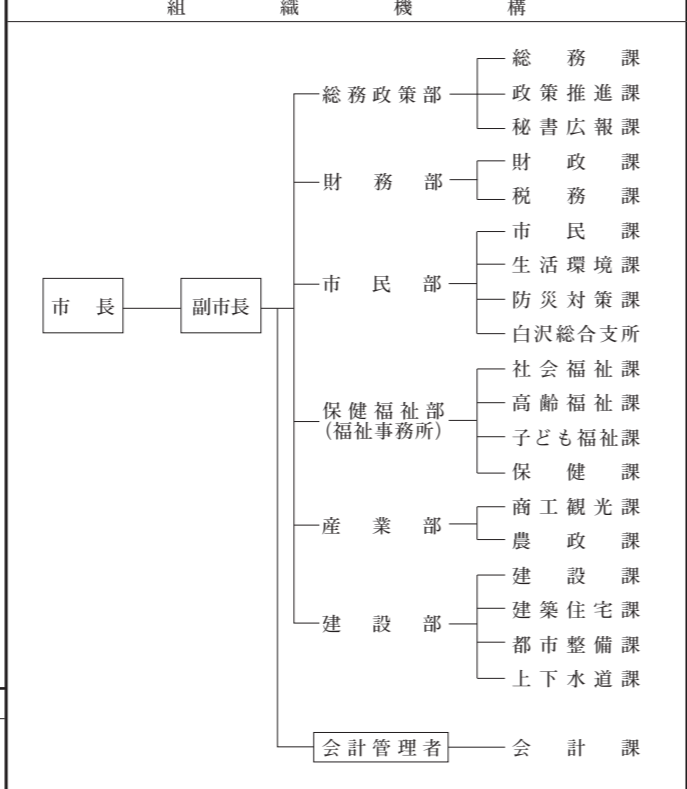 組織機構
市長
副市長
総務政策部
総務課
政策推進課
秘書広報課
財務部
財政課
税務課
市民部
市民課
生活環境課
防災対策課
白沢総合支所
保健福祉部
(福祉事務所)
社会福祉課
高齢福祉課
子ども福祉課
保健課
産業部
商工観光課
農政課
建設部
建設課
建築住宅課
都市整備課
上下水道課
会計管理者
会計課